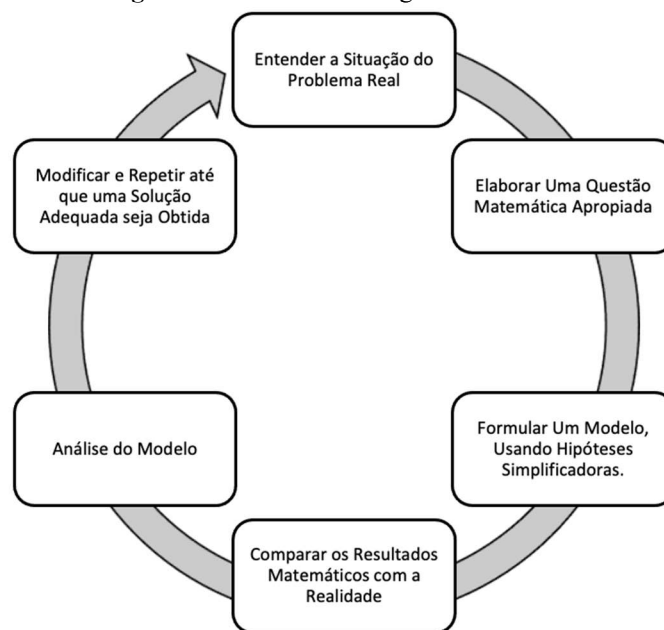 Entender a Situação do
Problema Real
Elaborar Uma Questão
Matemática Apropiada
Formular Um Modelo,
Usando Hipóteses
Simplificadoras.
Comparar os Resultados
Matemáticos com a
Realidade
Análise do Modelo
Modificar e Repetir até
que uma Solução
Adequada seja Obtida